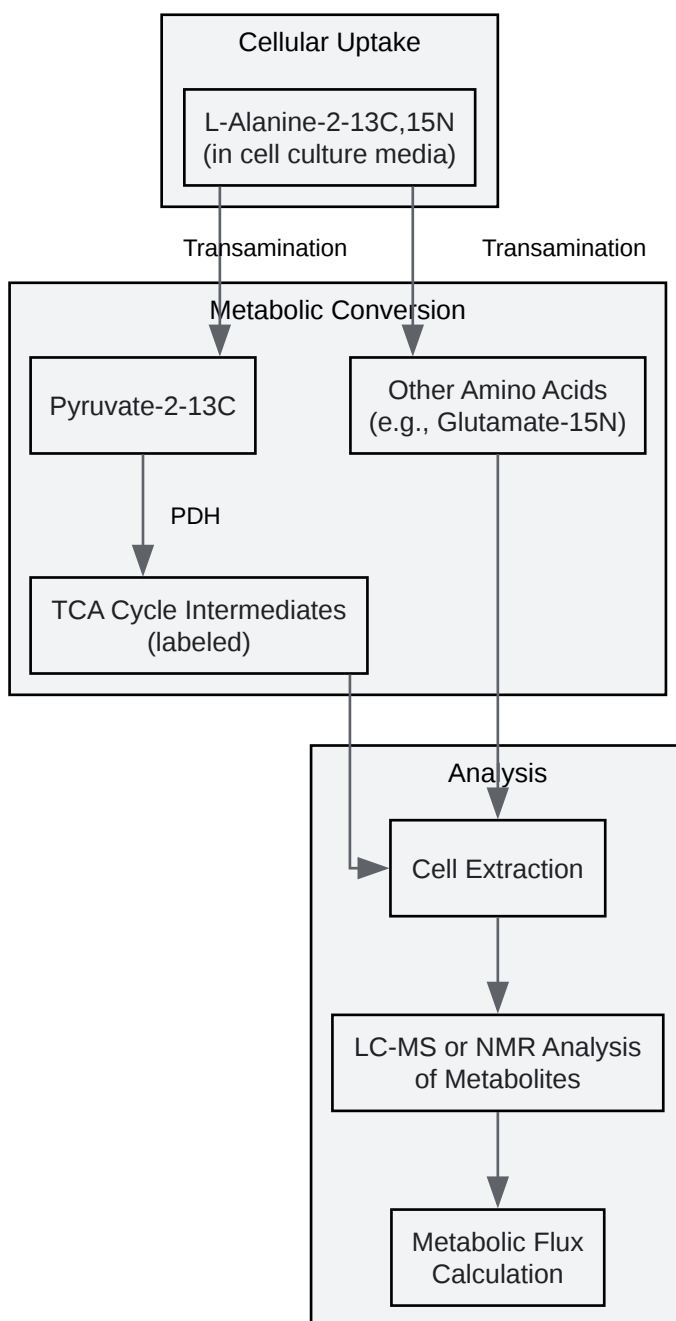 Cellular Uptake
L-Alanine-2-13C,15N
(in cell culture media)
Transamination
Transamination
Metabolic Conversion
Pyruvate-2-13C
Other Amino Acids
(e.g., Glutamate-15N)
PDH
TCA Cycle Intermediates
(labeled)
Analysis
Cell Extraction
LC-MS or NMR Analysis
of Metabolites
Metabolic Flux
Calculation